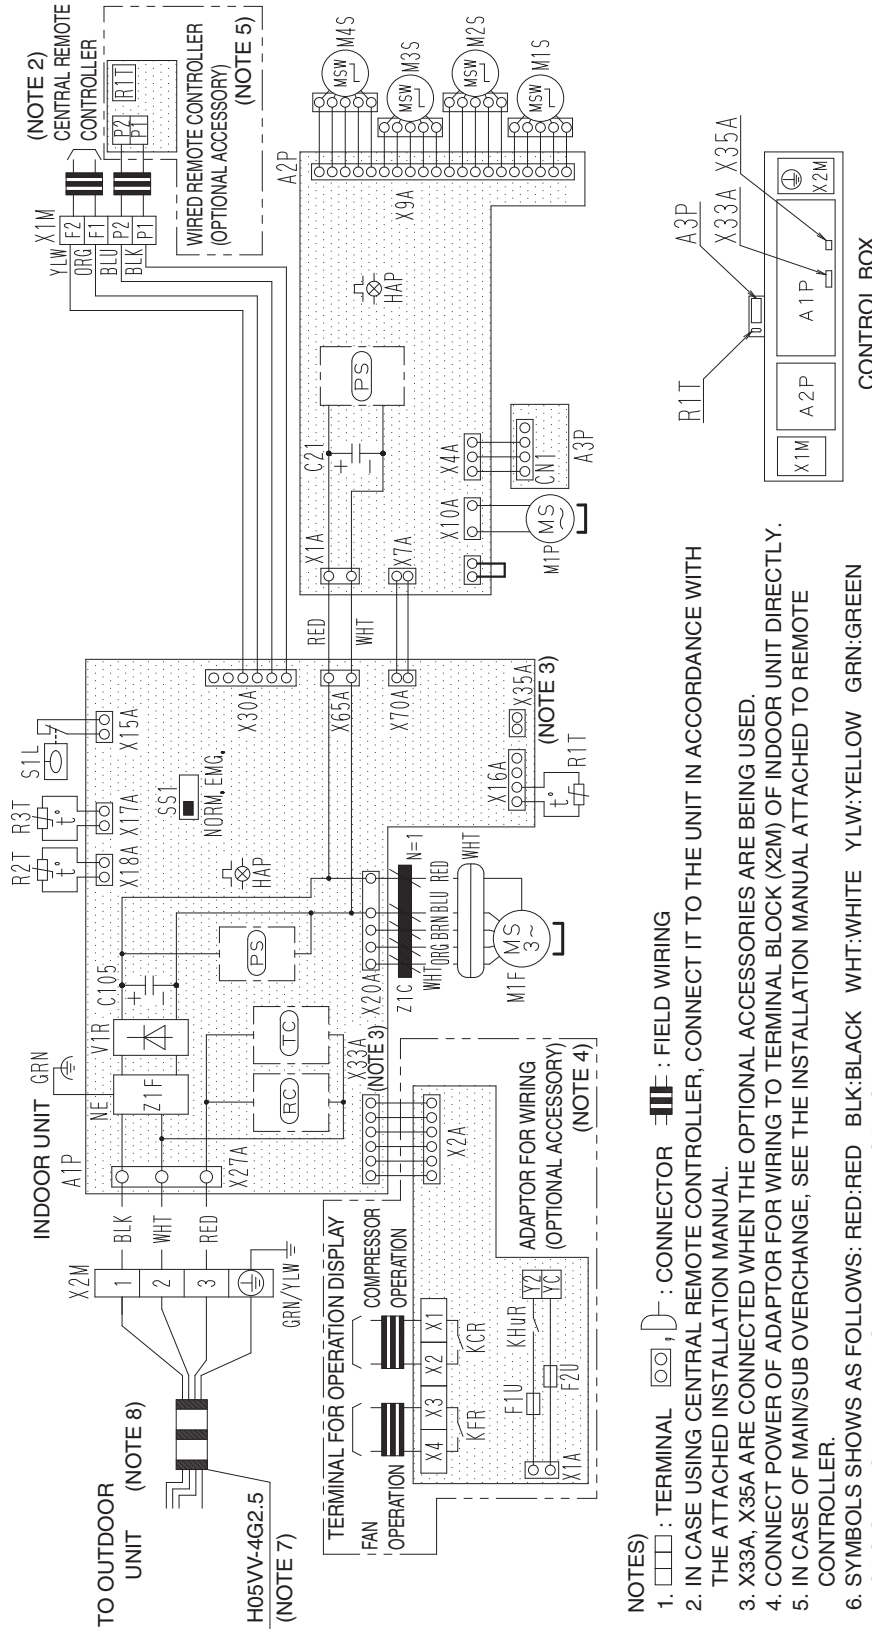 INDOOR UNIT
TO OUTDOOR
UNIT
(NOTE 8)
H05VV-4G2.5
(NOTE 7)
X2M
1
2
3
BLK
WHT
RED
GRN/YLW
A1P
X27A
NE
GRN
Z1F
V1R
C105
+
–
RC
TC
PS
HAP
R2T
t°
X18A
R3T
t°
X17A
S1L
X15A
SS1
NORM.
EMG.
X30A
X65A
X70A
X35A
(NOTE 3)
X16A
t°
R1T
X33A
(NOTE 3)
X20A
Z1C
N=1
WHT
ORG
BRN
BLU
RED
WHT
MS
3~
M1F
RED
WHT
X1A
X7A
C21
+
–
PS
HAP
A2P
X9A
X10A
X4A
MS
~
M1P
CN1
A3P
MSW
M4S
MSW
M3S
MSW
M2S
MSW
M1S
X1M
YLW
F2
ORG
F1
BLU
P2
BLK
P1
(NOTE 2)
CENTRAL REMOTE
CONTROLLER
P2
P1
R1T
WIRED REMOTE CONTROLLER
(OPTIONAL ACCESSORY)
(NOTE 5)
TERMINAL FOR OPERATION DISPLAY
FAN
OPERATION
COMPRESSOR
OPERATION
X4
X3
X2
X1
KFR
KCR
X2A
ADAPTOR FOR WIRING
(OPTIONAL ACCESSORY)
(NOTE 4)
X1A
F1U
F2U
KHuR
Y2
YC
R1T
A3P
X33A
X35A
X1M
A2P
A1P
X2M
CONTROL BOX
NOTES)
1. : TERMINAL , : CONNECTOR : FIELD WIRING
2. IN CASE USING CENTRAL REMOTE CONTROLLER, CONNECT IT TO THE UNIT IN ACCORDANCE WITH
THE ATTACHED INSTALLATION MANUAL.
3. X33A, X35A ARE CONNECTED WHEN THE OPTIONAL ACCESSORIES ARE BEING USED.
4. CONNECT POWER OF ADAPTOR FOR WIRING TO TERMINAL BLOCK (X2M) OF INDOOR UNIT DIRECTLY.
5. IN CASE OF MAIN/SUB OVERCHANGE, SEE THE INSTALLATION MANUAL ATTACHED TO REMOTE
CONTROLLER.
6. SYMBOLS SHOWS AS FOLLOWS: RED:RED BLK:BLACK WHT:WHITE YLW:YELLOW GRN:GREEN